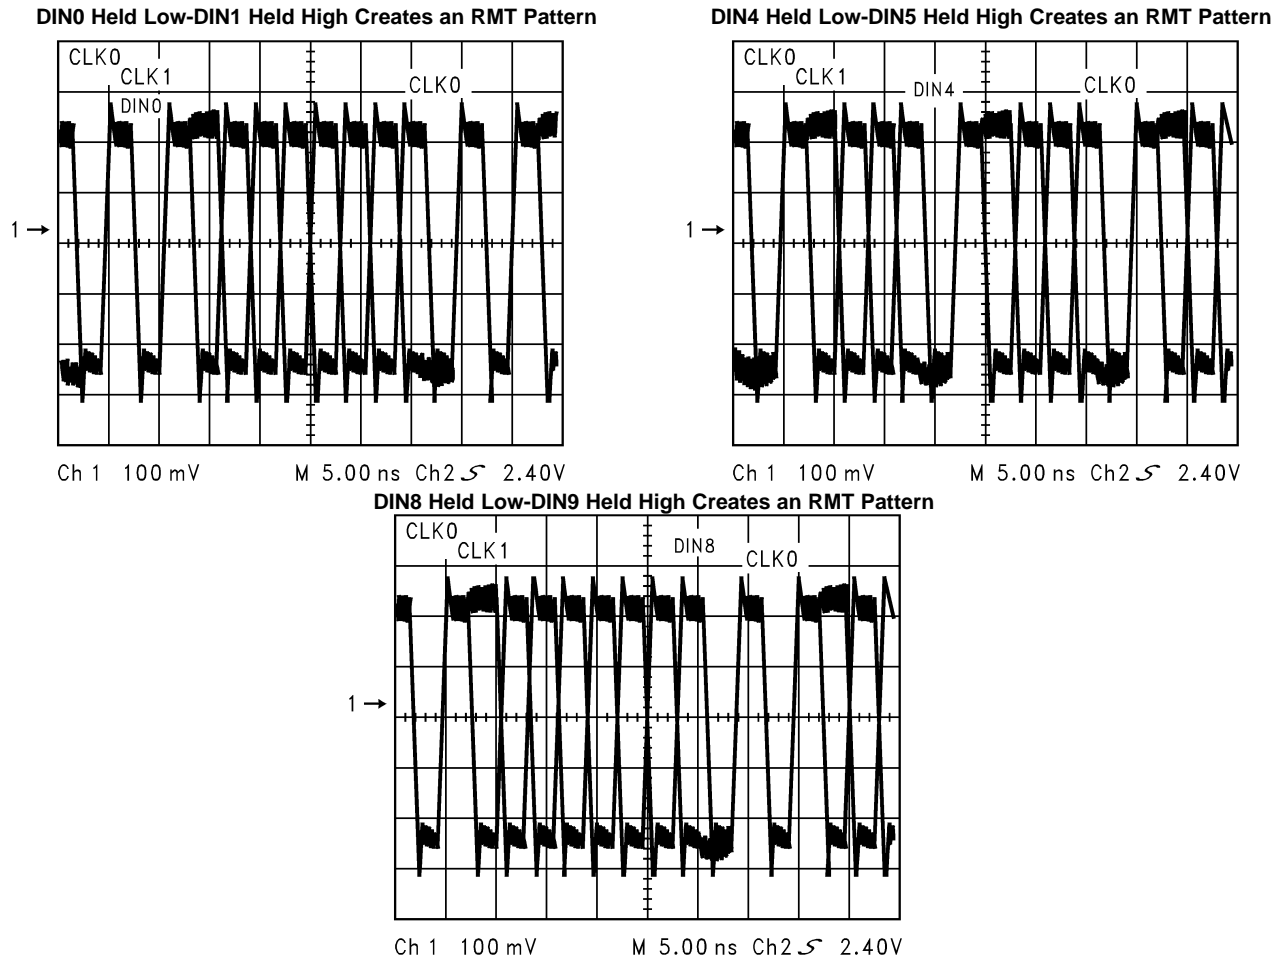 DIN0 Held Low-DIN1 Held High Creates an RMT Pattern
CLK0
CLK1
DIN0
CLK0
1
Ch 1 100 mV M 5.00 ns Ch2 2.40V
DIN4 Held Low-DIN5 Held High Creates an RMT Pattern
CLK0
CLK1
DIN4
CLK0
1
Ch 1 100 mV M 5.00 ns Ch2 2.40V
DIN8 Held Low-DIN9 Held High Creates an RMT Pattern
CLK0
CLK1
DIN8
CLK0
1
Ch 1 100 mV M 5.00 ns Ch2 2.40V